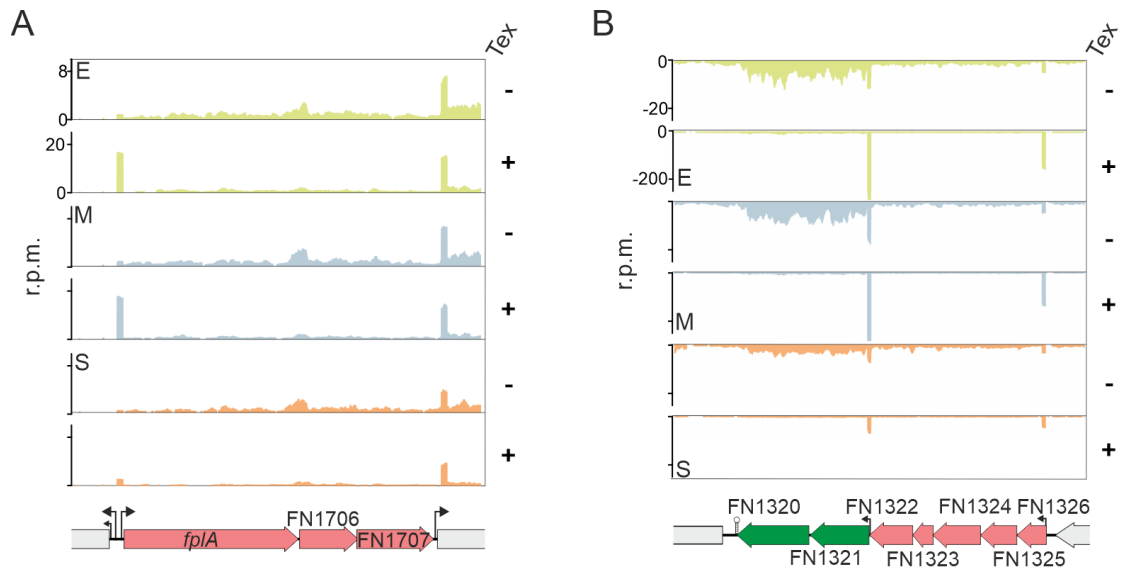 A
Tex
E
8
0
-
20
0
+
M
-
r.p.m.
+
S
-
+
FN1706
fplA
FN1707
B
Tex
0
-20
-
0
-200
E
+
-
r.p.m.
M
+
-
S
+
FN1320 FN1322 FN1324 FN1326
FN1321 FN1323 FN1325